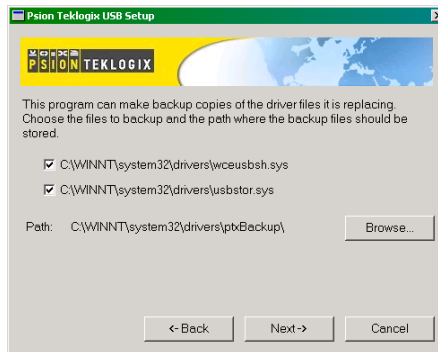 Psion Teklogix USB Setup
PSION TEKLOGIX
This program can make backup copies of the driver files it is replacing.
Choose the files to backup and the path where the backup files should be
stored.
C:\WINNT\system32\drivers\wceusbsh.sys
C:\WINNT\system32\drivers\usbstor.sys
Path: C:\WINNT\system32\drivers\ptxBackup\ Browse...
<- Back Next -> Cancel